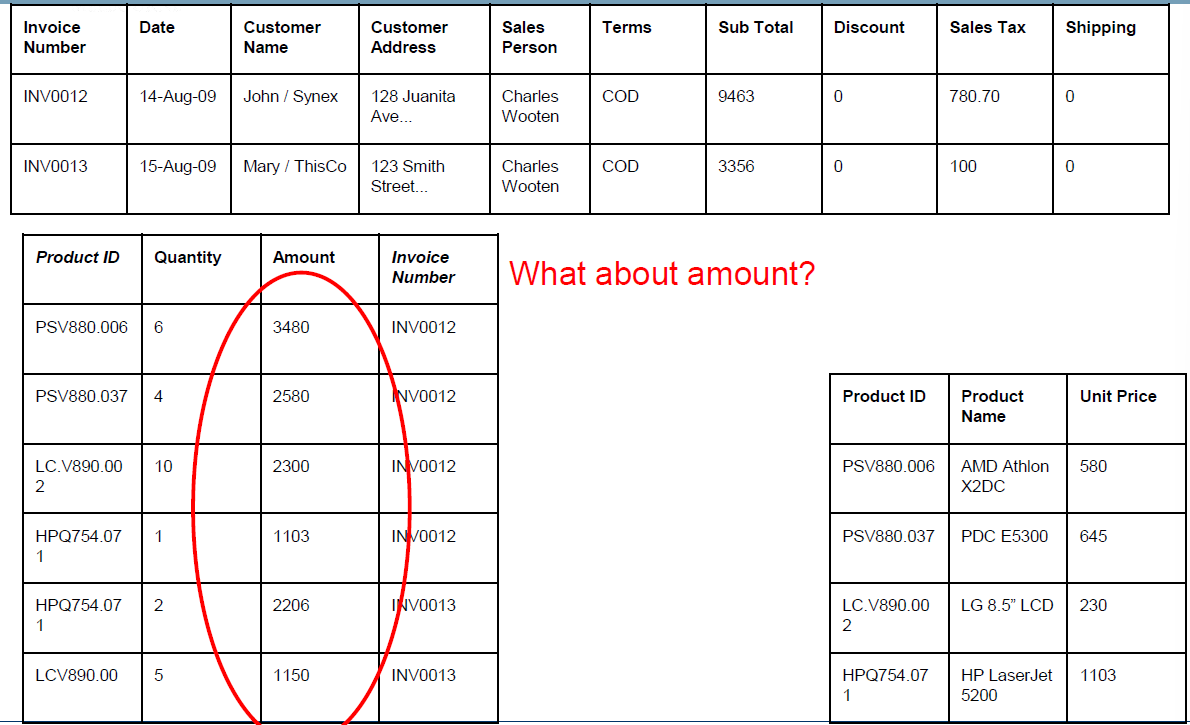 Invoice Number Date Customer Name Customer Address Sales Person Terms Sub Total Discount Sales Tax Shipping
INV0012 14-Aug-09 John / Synex 128 Juanita Ave... Charles Wooten COD 9463 0 780.70 0
INV0013 15-Aug-09 Mary / ThisCo 123 Smith Street... Charles Wooten COD 3356 0 100 0
Product ID Quantity Amount Invoice Number
PSV880.006 6 3480 INV0012
PSV880.037 4 2580 INV0012
LC.V890.002 10 2300 INV0012
HPQ754.071 1 1103 INV0012
HPQ754.071 2 2206 INV0013
LCV890.00 5 1150 INV0013
What about amount?
Product ID Product Name Unit Price
PSV880.006 AMD Athlon X2DC 580
PSV880.037 PDC E5300 645
LC.V890.002 LG 8.5” LCD 230
HPQ754.071 HP LaserJet 5200 1103